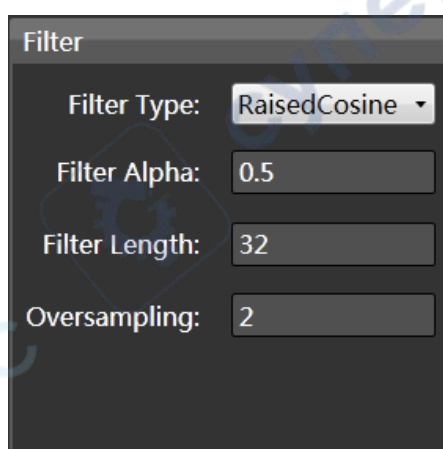 Filter
Filter Type: RaisedCosine
Filter Alpha: 0.5
Filter Length: 32
Oversampling: 2